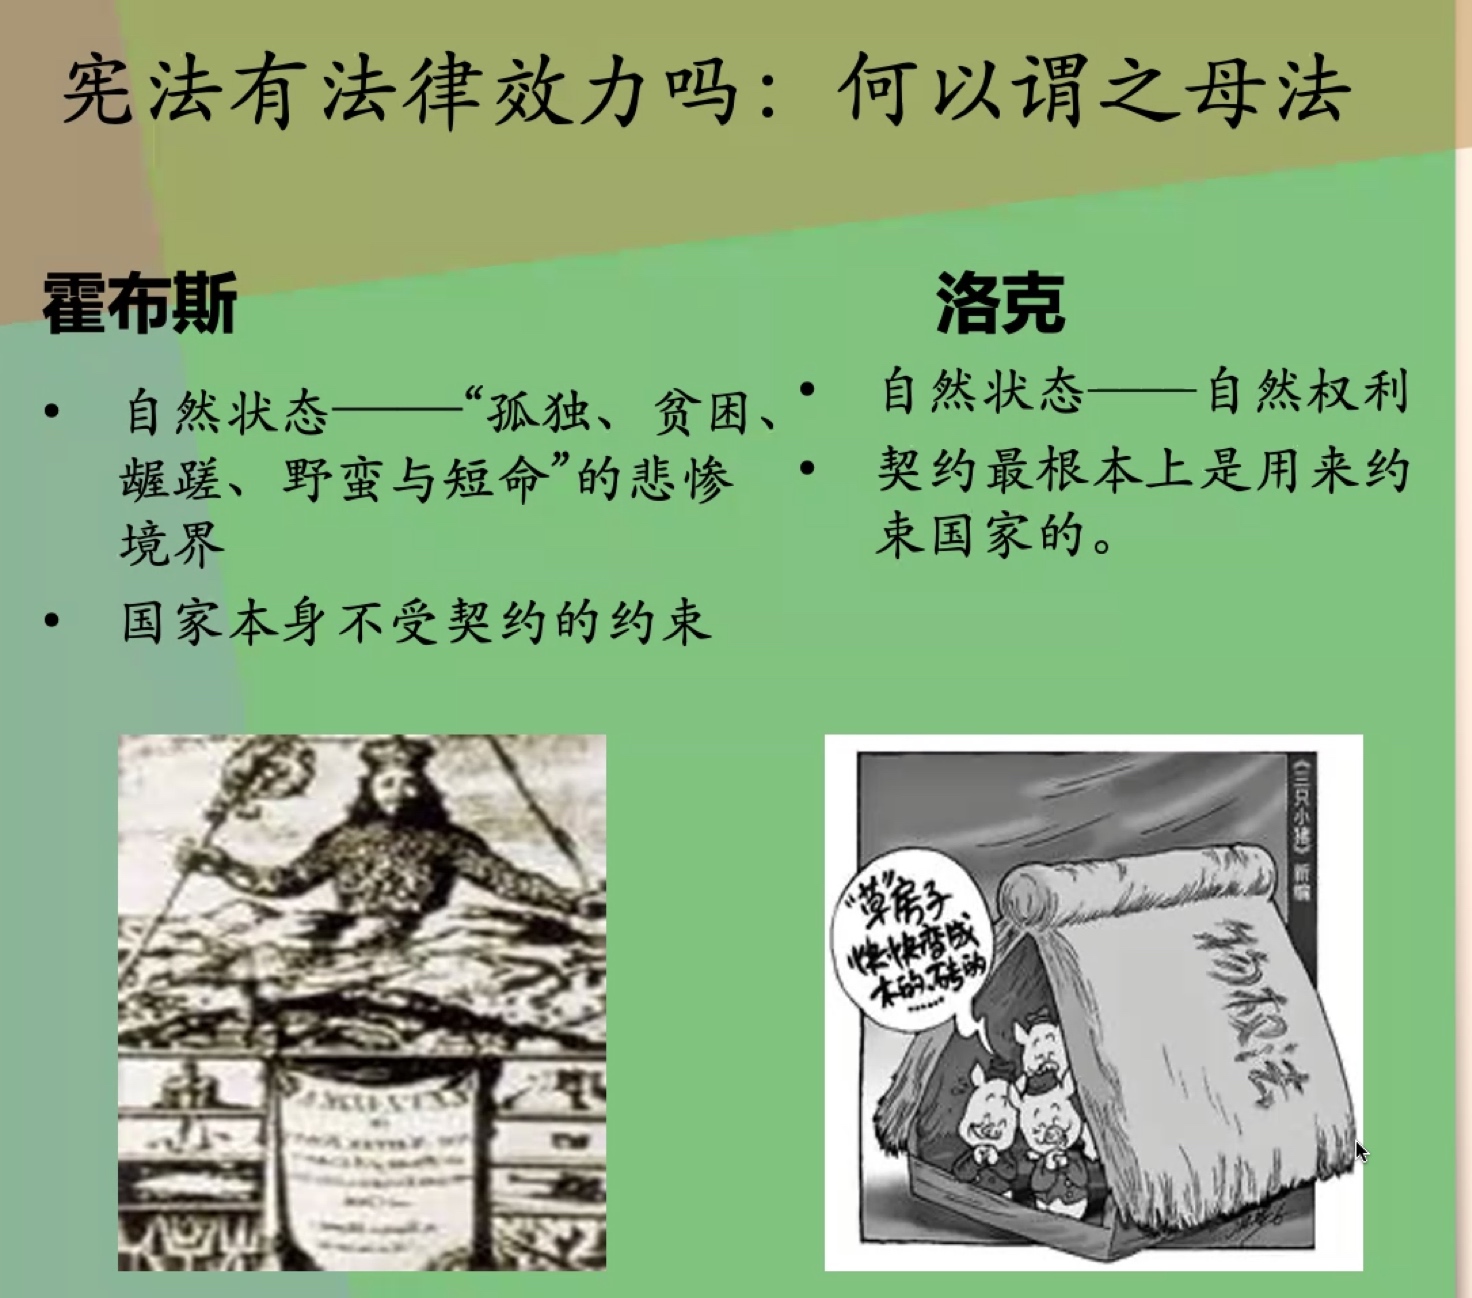 宪法有法律效力吗：何以谓之母法
霍布斯
• 自然状态——“孤独、贫困、
龌蹉、野蛮与短命”的悲惨
境界
• 国家本身不受契约的约束
洛克
• 自然状态——自然权利
• 契约最根本上是用来约
束国家的。
《三只小猪》新编
“草”房子
快快变成
木的、砖的
......
物权法